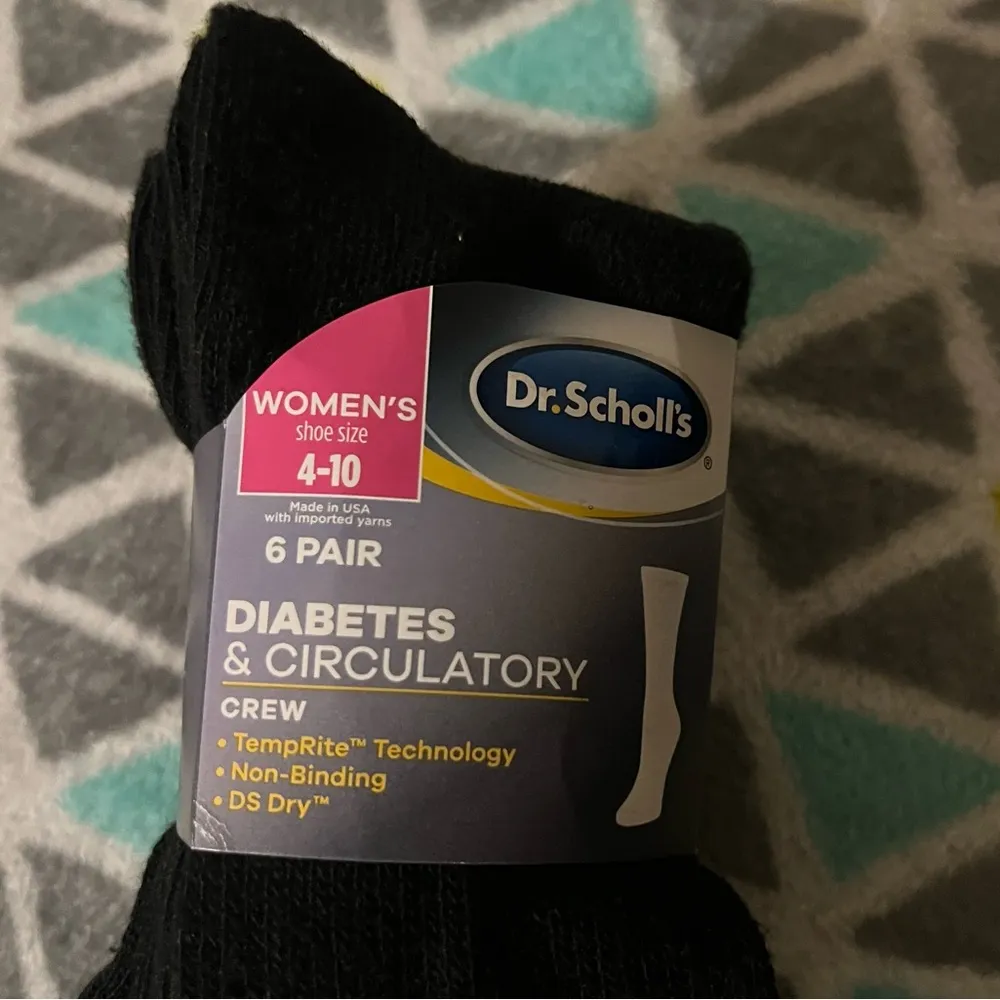 WOMEN'S
shoe size
4-10
Dr.Scholl's®
Made in USA
with imported yarns
6 PAIR
DIABETES
& CIRCULATORY
CREW
• TempRite™ Technology
• Non-Binding
• DS Dry™